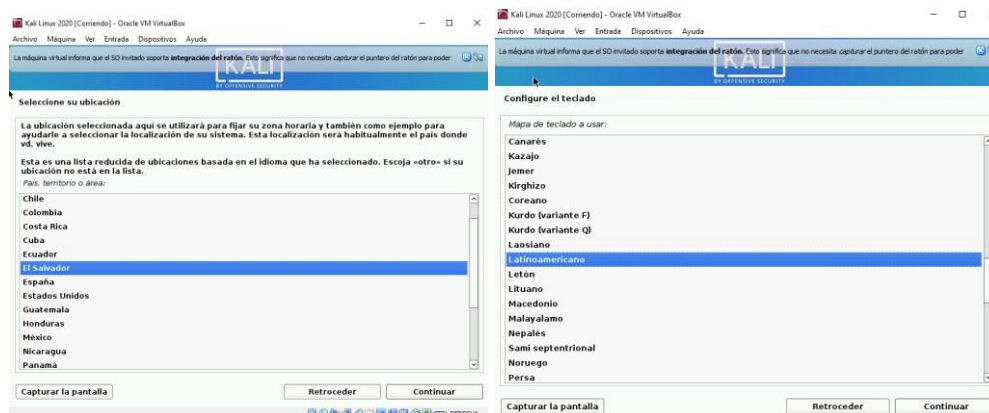 Kali Linux 2020 [Corriendo] - Oracle VM VirtualBox
Archivo Máquina Ver Entrada Dispositivos Ayuda
La máquina virtual informa que el SO invitado soporta integración del ratón. Esto significa que no necesita capturar el puntero del ratón para poder
KALI
BY OFFENSIVE SECURITY
Seleccione su ubicación
La ubicación seleccionada aquí se utilizará para fijar su zona horaria y también como ejemplo para
ayudarle a seleccionar la localización de su sistema. Esta localización será habitualmente el país donde
vd. vive.
Esta es una lista reducida de ubicaciones basada en el idioma que ha seleccionado. Escoja «otro» si su
ubicación no está en la lista.
País, territorio o área:
Chile
Colombia
Costa Rica
Cuba
Ecuador
El Salvador
España
Estados Unidos
Guatemala
Honduras
México
Nicaragua
Panamá
Capturar la pantalla
Retroceder
Continuar
Kali Linux 2020 [Corriendo] - Oracle VM VirtualBox
Archivo Máquina Ver Entrada Dispositivos Ayuda
La máquina virtual informa que el SO invitado soporta integración del ratón. Esto significa que no necesita capturar el puntero del ratón para poder
KALI
BY OFFENSIVE SECURITY
Configure el teclado
Mapa de teclado a usar:
Canarés
Kazajo
Jemer
Kirghizo
Coreano
Kurdo (variante F)
Kurdo (variante Q)
Laosiano
Latinoamericano
Letón
Lituano
Macedonio
Malayalamo
Nepalés
Sami septentrional
Noruego
Persa
Capturar la pantalla
Retroceder
Continuar